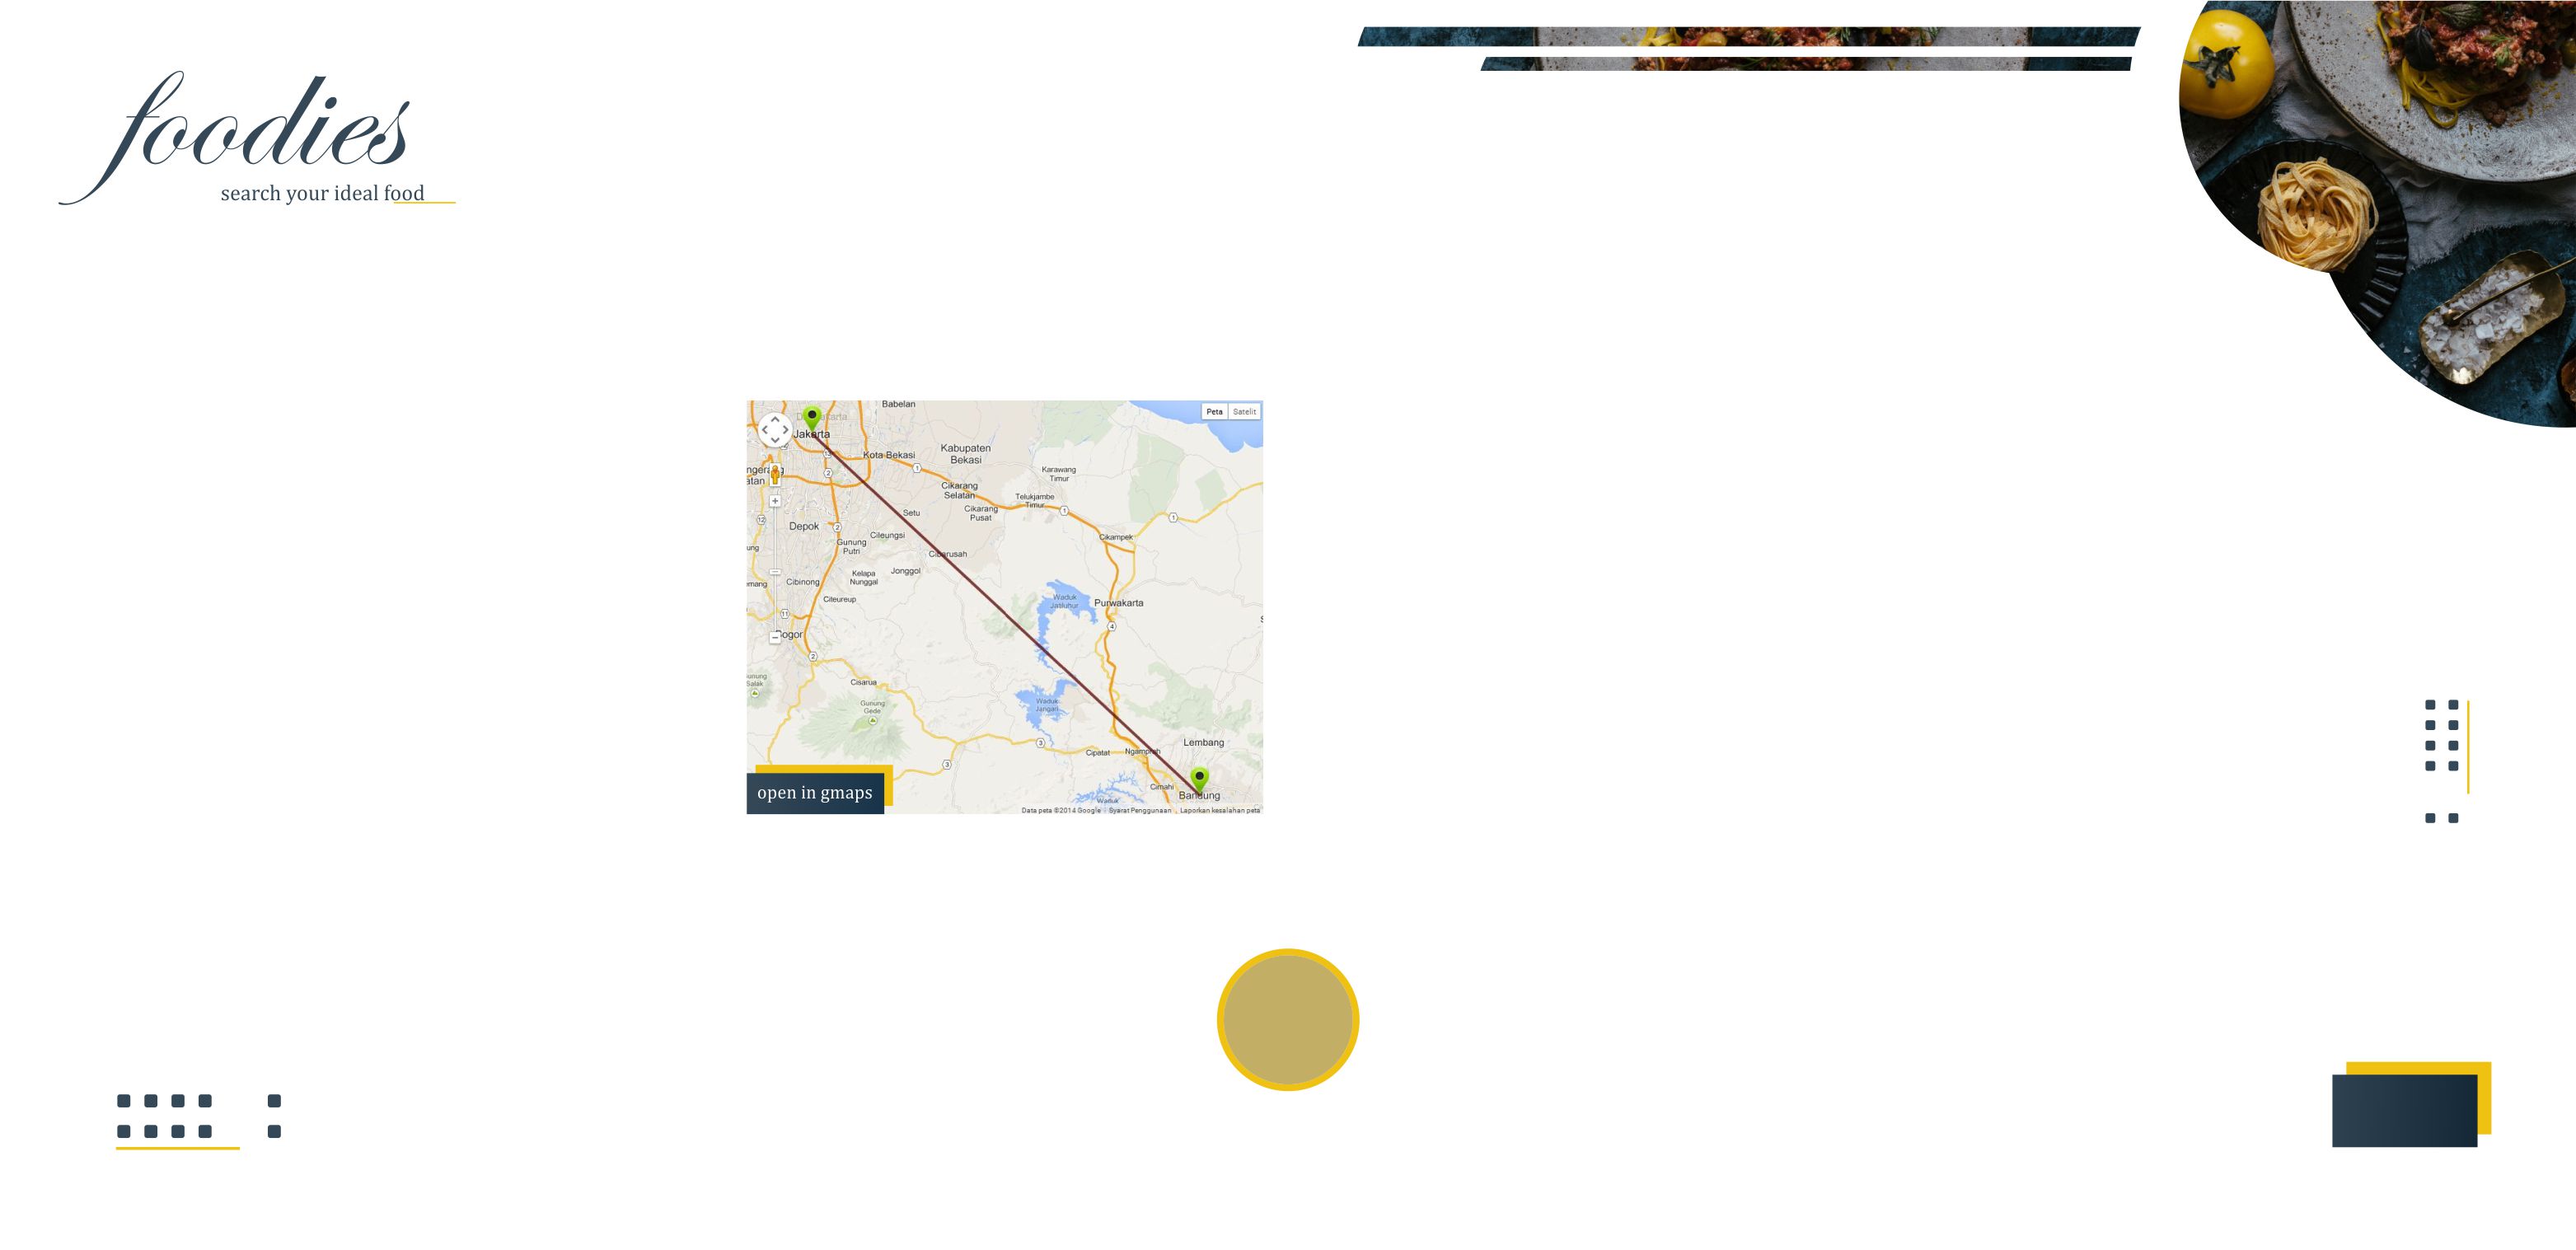 foodies
search your ideal food
Babelan
Peta Satelit
Jakarta
Kota Bekasi
Kabupaten
Bekasi
Karawang
Timur
Cikarang
Selatan
Telukjambe
Timur
Cikarang
Pusat
Setu
Depok
Cileungsi
Gunung
Putri
Cikampek
Cibarusah
Jonggol
Kelapa
Nunggal
Cibinong
Cileureup
Waduk
Jatiluhur
Purwakarta
Bogor
Cisarua
Gunung
Gede
Waduk
Jangari
Lembang
Cipatat
Ngamprah
Cimahi
Bandung
Waduk
open in gmaps
Data peta ©2014 Google
Syarat Penggunaan
Laporkan kesalahan peta